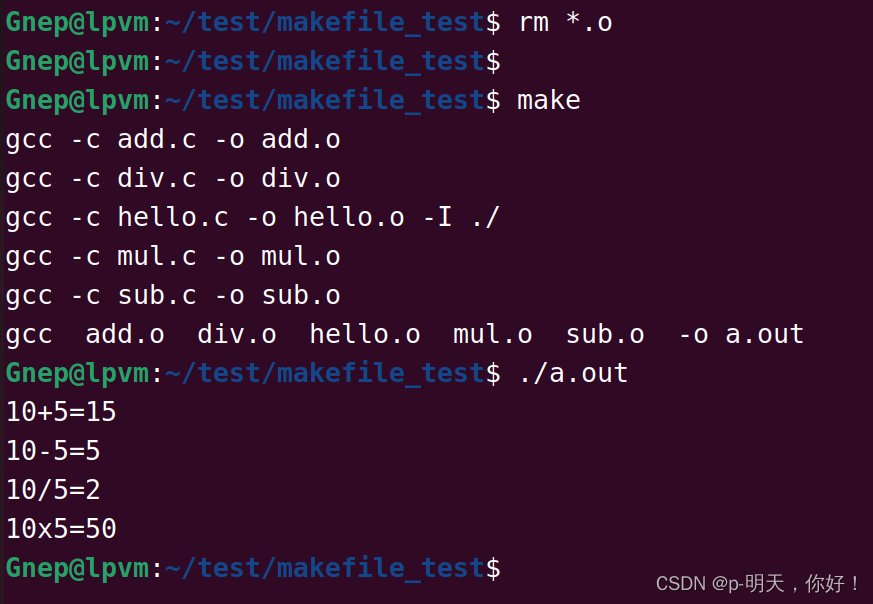 Gnep@lpvm:~/test/makefile_test$ rm *.o
Gnep@lpvm:~/test/makefile_test$
Gnep@lpvm:~/test/makefile_test$ make
gcc -c add.c -o add.o
gcc -c div.c -o div.o
gcc -c hello.c -o hello.o -I ./
gcc -c mul.c -o mul.o
gcc -c sub.c -o sub.o
gcc  add.o  div.o  hello.o  mul.o  sub.o  -o a.out
Gnep@lpvm:~/test/makefile_test$ ./a.out
10+5=15
10-5=5
10/5=2
10x5=50
Gnep@lpvm:~/test/makefile_test$
CSDN @p-明天，你好！